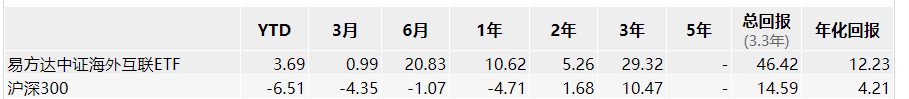 YTD 3月 6月 1年 2年 3年 5年 总回报 (3.3年) 年化回报
易方达中证海外互联ETF 3.69 0.99 20.83 10.62 5.26 29.32 - 46.42 12.23
沪深300 -6.51 -4.35 -1.07 -4.71 1.68 10.47 - 14.59 4.21